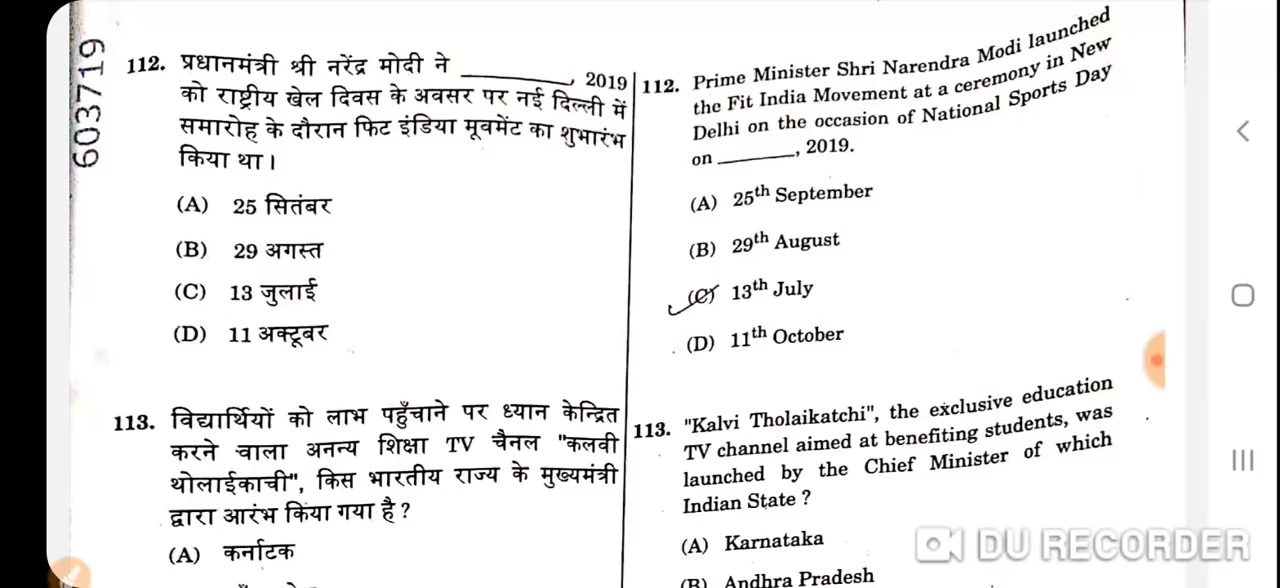 603719
112. प्रधानमंत्री श्री नरेंद्र मोदी ने ________, 2019
को राष्ट्रीय खेल दिवस के अवसर पर नई दिल्ली में
समारोह के दौरान फिट इंडिया मूवमेंट का शुभारंभ
किया था।
(A) 25 सितंबर
(B) 29 अगस्त
(C) 13 जुलाई
(D) 11 अक्टूबर
113. विद्यार्थियों को लाभ पहुँचाने पर ध्यान केन्द्रित
करने वाला अनन्य शिक्षा TV चैनल "कलवी
थोलाईकाची", किस भारतीय राज्य के मुख्यमंत्री
द्वारा आरंभ किया गया है?
(A) कर्नाटक
112. Prime Minister Shri Narendra Modi launched
the Fit India Movement at a ceremony in New
Delhi on the occasion of National Sports Day
on ________, 2019.
(A) 25th September
(B) 29th August
(C) 13th July
(D) 11th October
113. "Kalvi Tholaikatchi", the exclusive education
TV channel aimed at benefiting students, was
launched by the Chief Minister of which
Indian State ?
(A) Karnataka
(B) Andhra Pradesh
DU RECORDER